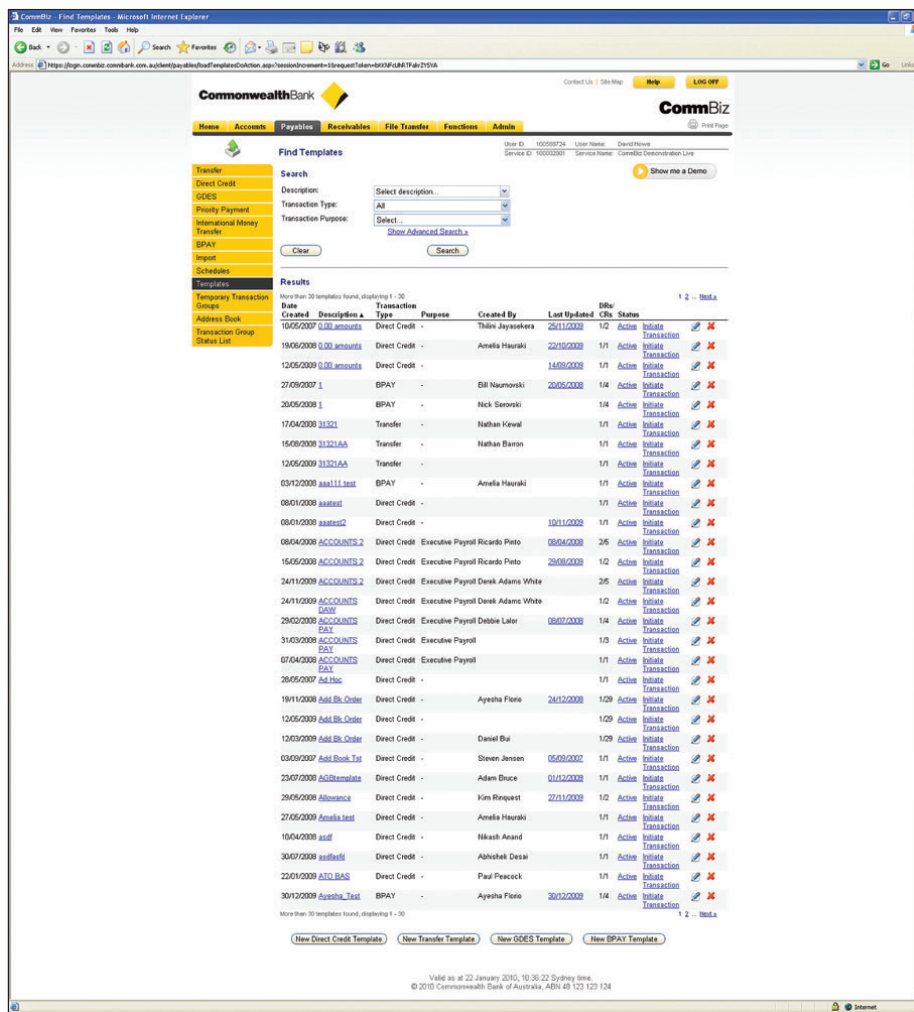 CommBiz - Find Templates - Microsoft Internet Explorer
File Edit View Favorites Tools Help
Back Search Favorites
Address Go Links
Contact Us | Site Map Help LOG OFF
CommonwealthBank
CommBiz
Home Accounts Payables Receivables File Transfer Functions Admin Print Page
User ID 100588724 User Name David Howe
Find Templates Service ID 100002001 Service Name: CommBiz Demonstration Live
Transfer
Direct Credit
GDES
Priority Payment
International Money
Transfer
BPAY
Import
Schedules
Templates
Temporary Transaction
Groups
Address Book
Transaction Group
Status List
Search Show me a Demo
Description: Select description...
Transaction Type: All
Transaction Purpose: Select...
Show Advanced Search »
Clear Search
Results
More than 30 templates found, displaying 1 - 30 1 2 ... Next »
Date Transaction DRs/
Created Description ▲ Type Purpose Created By Last Updated CRs Status
10/05/2007 0.00 amounts Direct Credit - Thilini Jayasekera 25/11/2009 1/2 Active Initiate
Transaction
19/06/2008 0.00 amounts Direct Credit - Amelia Hauraki 22/10/2009 1/1 Active Initiate
Transaction
12/05/2009 0.00 amounts Direct Credit - 14/09/2009 1/1 Active Initiate
Transaction
27/09/2007 1 BPAY - Bill Naumovski 20/05/2008 1/4 Active Initiate
Transaction
20/05/2008 1 BPAY - Nick Serovski 1/4 Active Initiate
Transaction
17/04/2008 31321 Transfer - Nathan Kewal 1/1 Active Initiate
Transaction
15/08/2008 31321AA Transfer - Nathan Barron 1/1 Active Initiate
Transaction
12/05/2009 31321AA Transfer - 1/1 Active Initiate
Transaction
03/12/2008 aaa111 test BPAY - Amelia Hauraki 1/1 Active Initiate
Transaction
08/01/2008 aaatest Direct Credit - 1/1 Active Initiate
Transaction
08/01/2008 aaatest2 Direct Credit - 10/11/2009 1/1 Active Initiate
Transaction
08/04/2008 ACCOUNTS 2 Direct Credit Executive Payroll Ricardo Pinto 08/04/2008 2/5 Active Initiate
Transaction
15/05/2008 ACCOUNTS 2 Direct Credit Executive Payroll Ricardo Pinto 29/08/2008 1/2 Active Initiate
Transaction
24/11/2009 ACCOUNTS 2 Direct Credit Executive Payroll Derek Adams White 2/5 Active Initiate
Transaction
24/11/2009 ACCOUNTS Direct Credit Executive Payroll Derek Adams White 1/2 Active Initiate
DAW Transaction
29/02/2008 ACCOUNTS Direct Credit Executive Payroll Debbie Lalor 08/07/2008 1/4 Active Initiate
PAY Transaction
31/03/2008 ACCOUNTS Direct Credit Executive Payroll 1/3 Active Initiate
PAY Transaction
07/04/2008 ACCOUNTS Direct Credit Executive Payroll 1/1 Active Initiate
PAY Transaction
28/05/2007 Ad Hoc Direct Credit - 1/1 Active Initiate
Transaction
19/11/2008 Add Bk Order Direct Credit - Ayesha Florio 24/12/2008 1/29 Active Initiate
Transaction
12/05/2009 Add Bk Order Direct Credit - 1/29 Active Initiate
Transaction
12/03/2009 Add Bk Order Direct Credit - Daniel Bui 1/29 Active Initiate
Transaction
03/09/2007 Add Book Tst Direct Credit - Steven Jensen 05/09/2007 1/1 Active Initiate
Transaction
23/07/2008 AGBtemplate Direct Credit - Adam Bruce 01/12/2009 1/1 Active Initiate
Transaction
29/05/2008 Allowance Direct Credit - Kim Rinquest 27/11/2009 1/2 Active Initiate
Transaction
27/05/2009 Amelia test Direct Credit - Amelia Hauraki 1/1 Active Initiate
Transaction
10/04/2008 asdf Direct Credit - Nikash Anand 1/1 Active Initiate
Transaction
30/07/2008 asdfasfd Direct Credit - Abhishek Desai 1/1 Active Initiate
Transaction
22/01/2009 ATO BAS Direct Credit - Paul Peacock 1/1 Active Initiate
Transaction
30/12/2009 Ayesha_Test BPAY - Ayesha Florio 30/12/2009 1/4 Active Initiate
Transaction
More than 30 templates found, displaying 1 - 30 1 2 ... Next »
New Direct Credit Template New Transfer Template New GDES Template New BPAY Template
Valid as at 22 January 2010, 10:36:22 Sydney time.
© 2010 Commonwealth Bank of Australia, ABN 48 123 123 124
Internet